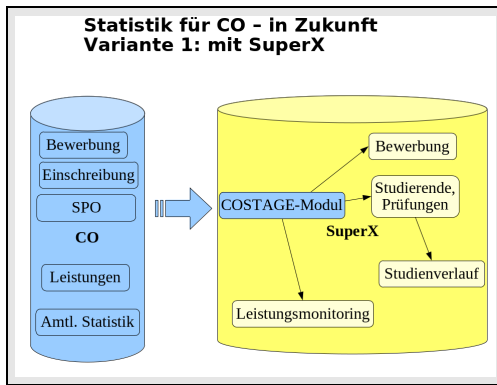 Statistik für CO – in Zukunft
Variante 1: mit SuperX
Bewerbung
Einschreibung
SPO
CO
Leistungen
Amtl. Statistik
COSTAGE-Modul
Bewerbung
Studierende,
Prüfungen
SuperX
Studienverlauf
Leistungsmonitoring